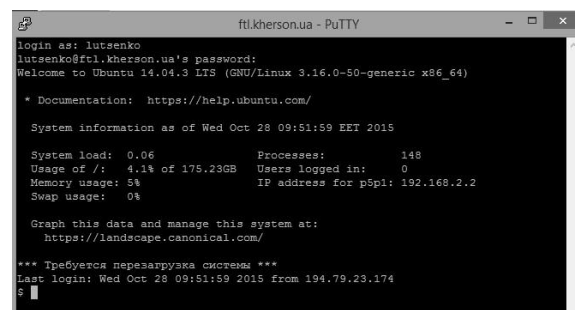 ftl.kherson.ua - PuTTY
login as: lutsenko
lutsenko@ftl.kherson.ua's password:
Welcome to Ubuntu 14.04.3 LTS (GNU/Linux 3.16.0-50-generic x86_64)
* Documentation: https://help.ubuntu.com/
System information as of Wed Oct 28 09:51:59 EET 2015
System load: 0.06 Processes: 148
Usage of /: 4.1% of 175.23GB Users logged in: 0
Memory usage: 5% IP address for p5p1: 192.168.2.2
Swap usage: 0%
Graph this data and manage this system at:
https://landscape.canonical.com/
*** Требуется перезагрузка системы ***
Last login: Wed Oct 28 09:51:59 2015 from 194.79.23.174
$